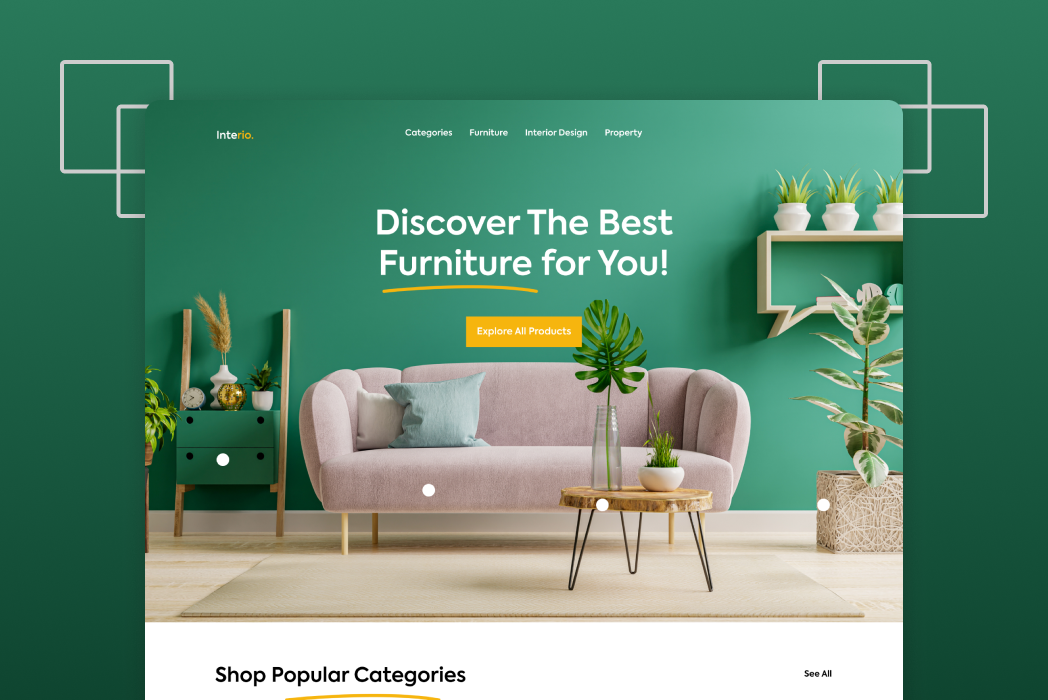 Interio.
Categories Furniture Interior Design Property
Discover The Best
Furniture for You!
Explore All Products
Shop Popular Categories
See All